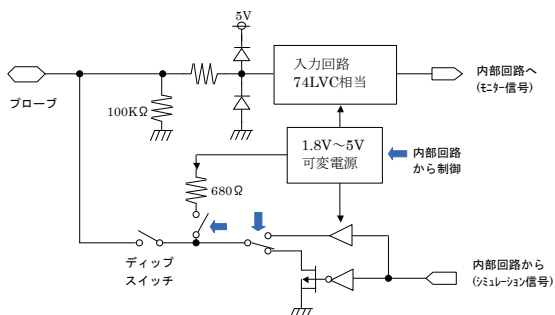 5V
入力回路
74LVC相当
内部回路へ
(ﾓﾆﾀｰ信号)
プローブ
100KΩ
1.8V～5V
可変電源
内部回路
から制御
680Ω
ディップ
スイッチ
内部回路から
(ｼﾐｭﾚｰｼｮﾝ信号)